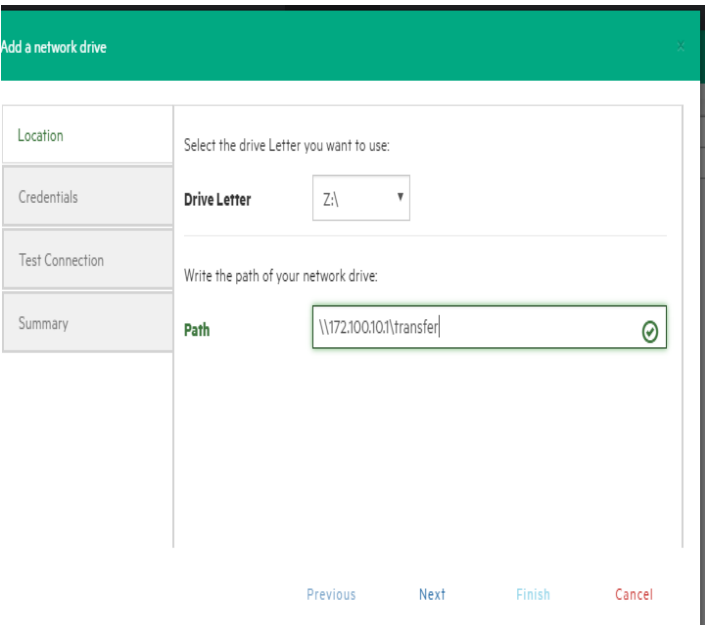 Add a network drive
x
Location
Select the drive Letter you want to use:
Credentials
Drive Letter
Z:\
Test Connection
Write the path of your network drive:
Summary
Path
\\172.100.10.1\transfer
Previous
Next
Finish
Cancel